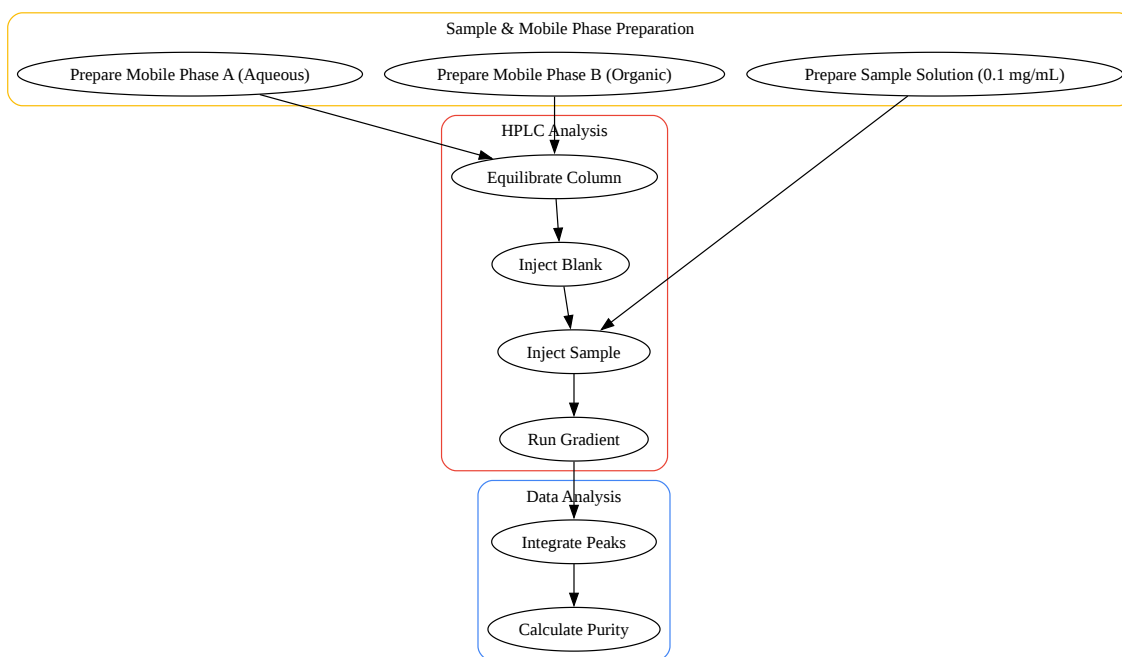 Sample & Mobile Phase Preparation
Prepare Mobile Phase A (Aqueous)
Prepare Mobile Phase B (Organic)
Prepare Sample Solution (0.1 mg/mL)
HPLC Analysis
Equilibrate Column
Inject Blank
Inject Sample
Run Gradient
Data Analysis
Integrate Peaks
Calculate Purity